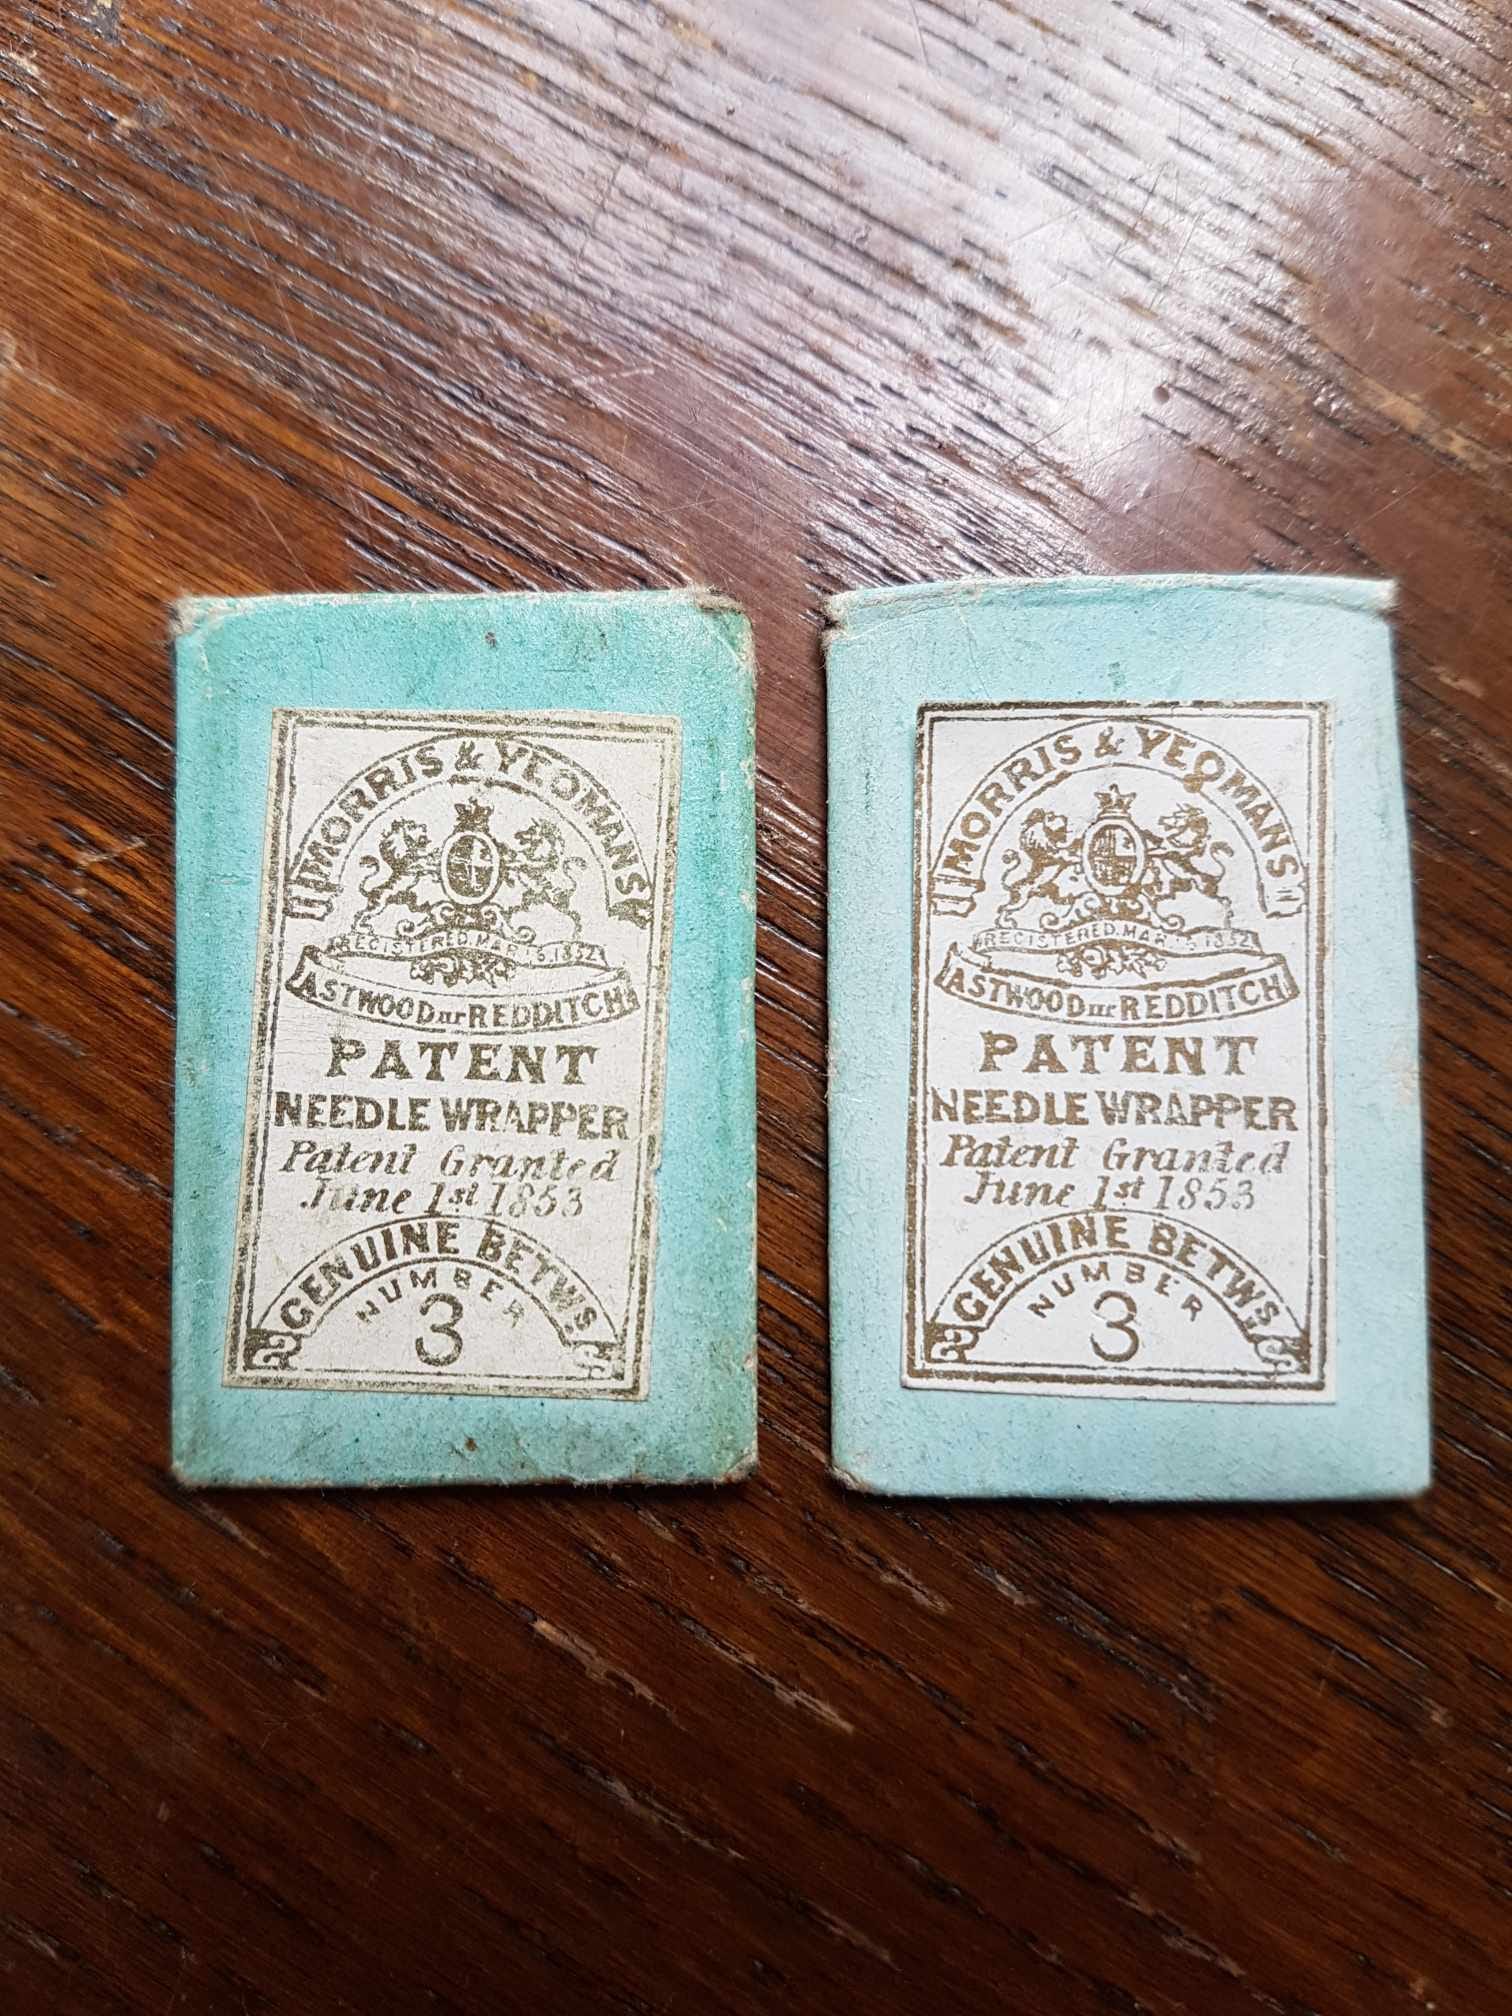 MORRIS & YEOMANS
REGISTERED. MAR 1852
ASTWOOD nr REDDITCH
PATENT
NEEDLE WRAPPER
Patent Granted
June 1st 1853
GENUINE BETWS
NUMBER
3
MORRIS & YEOMANS
REGISTERED. MAR 1852
ASTWOOD nr REDDITCH
PATENT
NEEDLE WRAPPER
Patent Granted
June 1st 1853
GENUINE BETWS
NUMBER
3